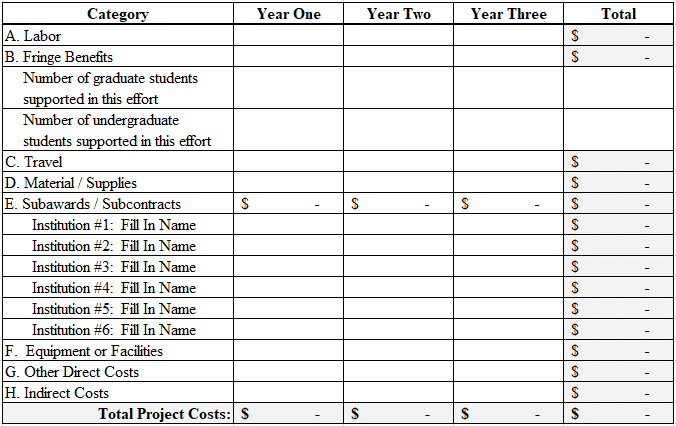 Category Year One Year Two Year Three Total
A. Labor $ -
B. Fringe Benefits $ -
Number of graduate students
supported in this effort
Number of undergraduate
students supported in this effort
C. Travel $ -
D. Material / Supplies $ -
E. Subawards / Subcontracts $ - $ - $ - $ -
Institution #1: Fill In Name $ -
Institution #2: Fill In Name $ -
Institution #3: Fill In Name $ -
Institution #4: Fill In Name $ -
Institution #5: Fill In Name $ -
Institution #6: Fill In Name $ -
F. Equipment or Facilities $ -
G. Other Direct Costs $ -
H. Indirect Costs $ -
Total Project Costs: $ - $ - $ - $ -